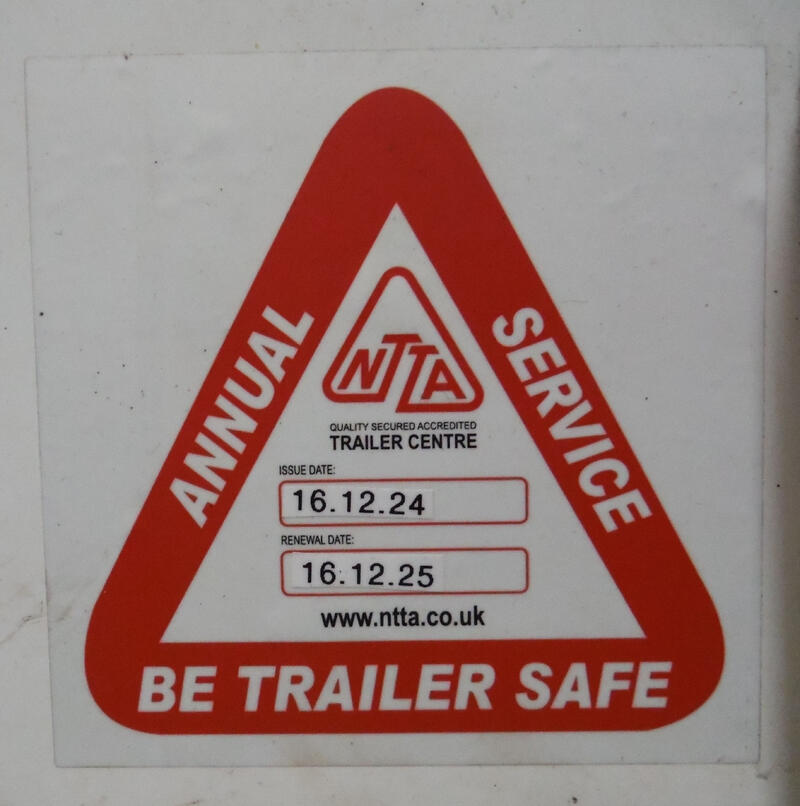 ANNUAL
SERVICE
NTTA
QUALITY SECURED ACCREDITED
TRAILER CENTRE
ISSUE DATE:
16.12.24
RENEWAL DATE:
16.12.25
www.ntta.co.uk
BE TRAILER SAFE